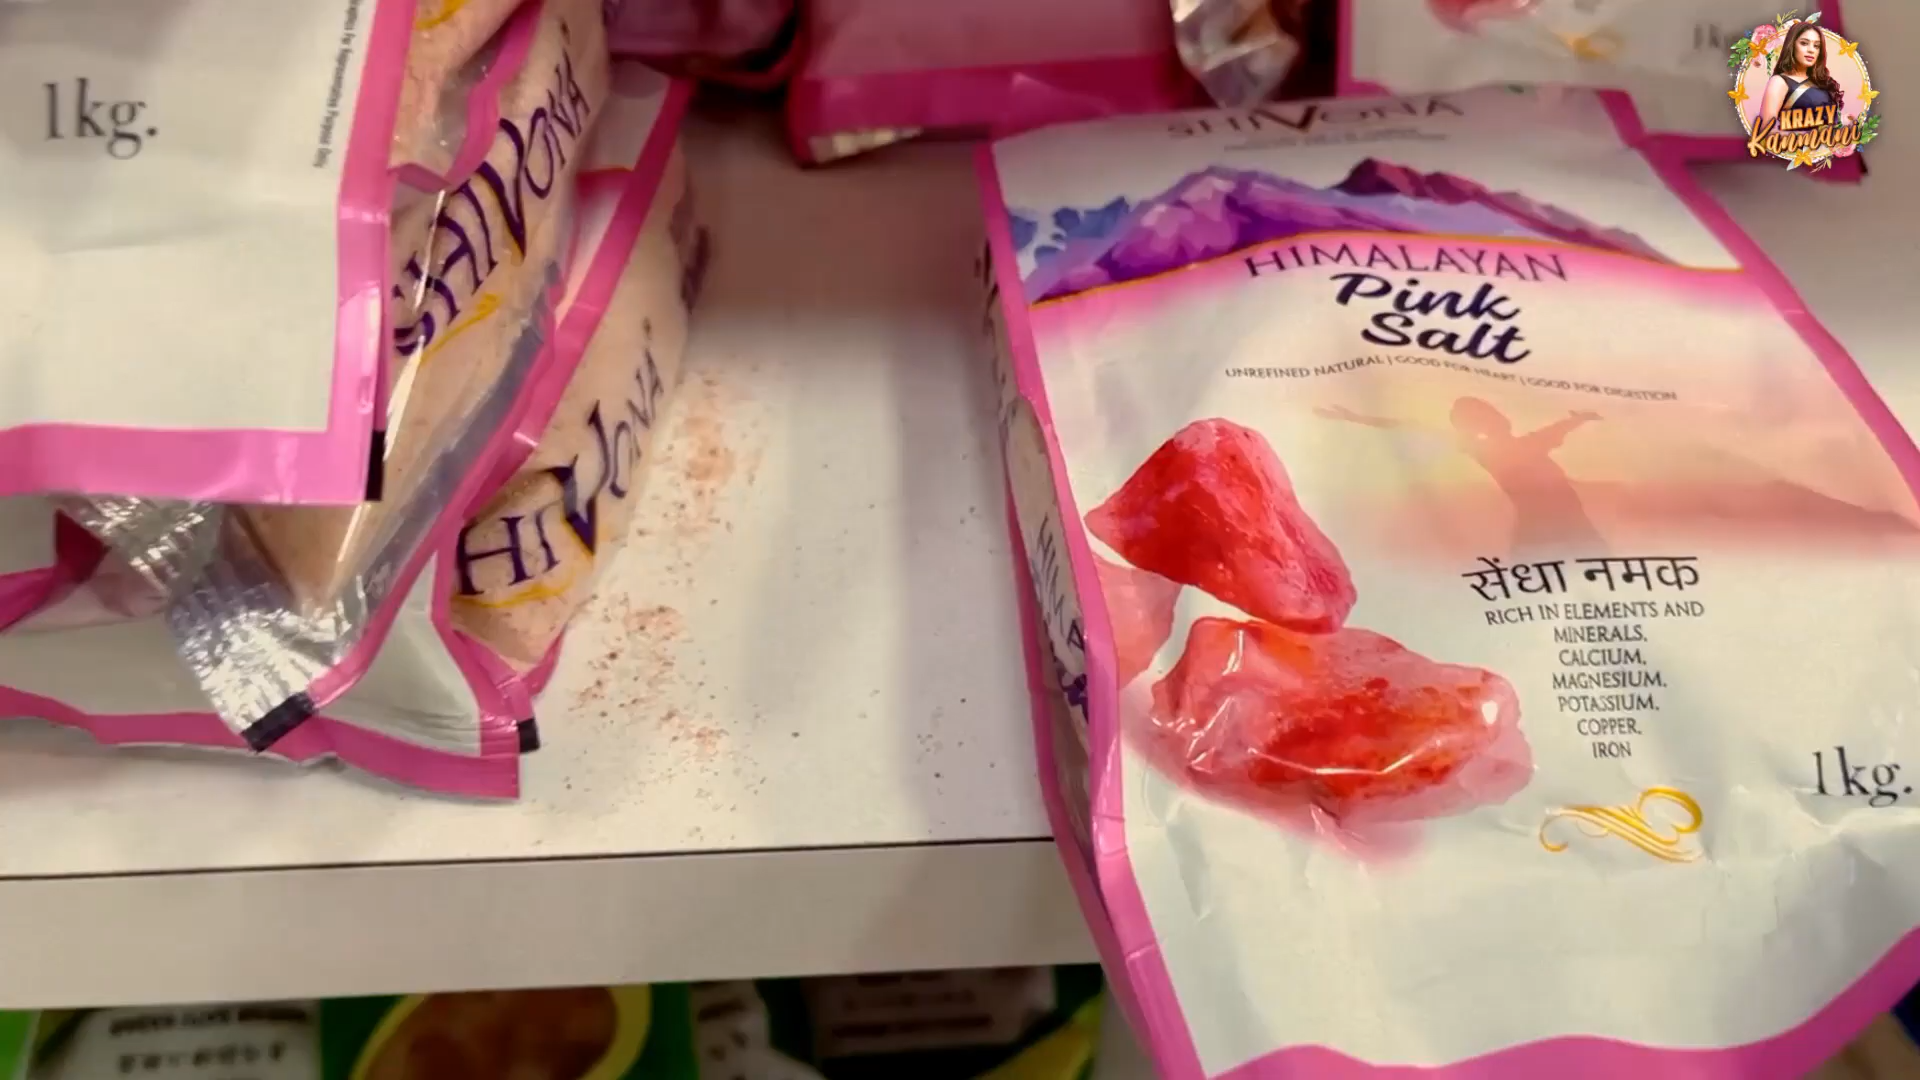 1kg.
SHIVONA
HIVONA
SHIVONA
HIMALAYAN
Pink
Salt
UNREFINED NATURAL | GOOD FOR HEART | GOOD FOR DIGESTION
सेंधा नमक
RICH IN ELEMENTS AND
MINERALS,
CALCIUM,
MAGNESIUM,
POTASSIUM,
COPPER,
IRON
1kg.
KRAZY
Kanmani